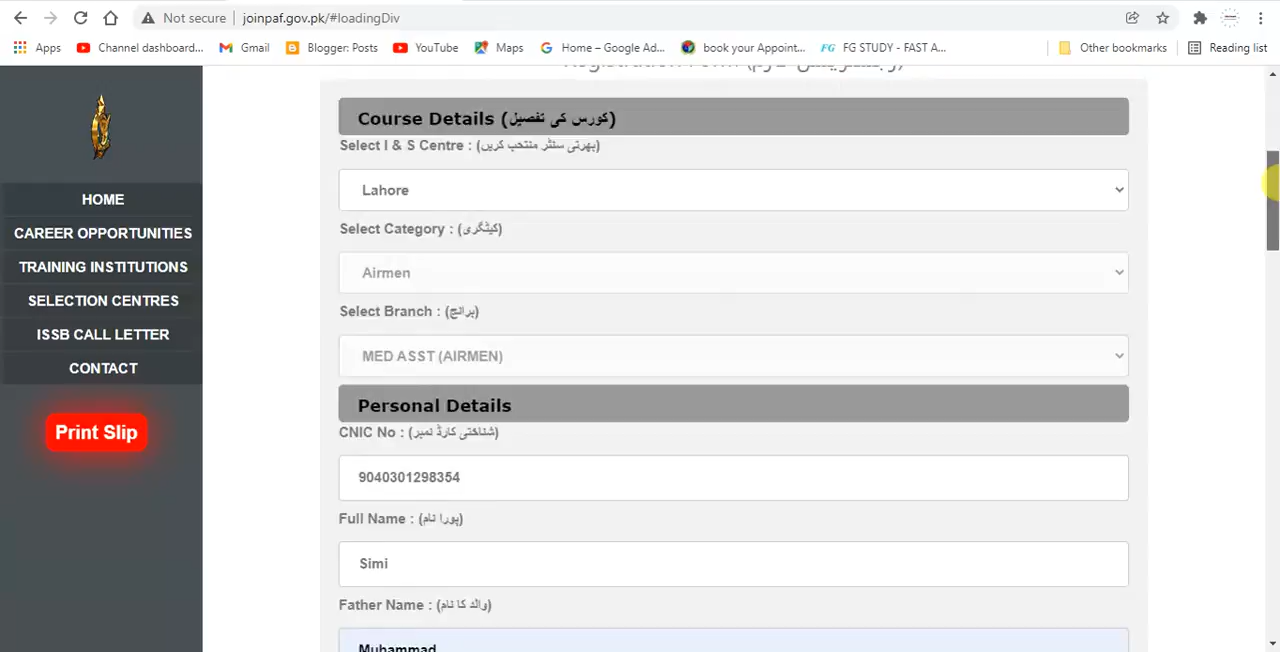 Not secure | joinpaf.gov.pk/#loadingDiv
Apps Channel dashboard... Gmail Blogger: Posts YouTube Maps Home – Google Ad... book your Appoint... FG STUDY - FAST A... Other bookmarks Reading list
Registration Form (رجسٹریشن فارم)
Course Details (کورس کی تفصیل)
Select I & S Centre : (بھرتی سنٹر منتخب کریں)
Lahore
Select Category : (کیٹگری)
Airmen
Select Branch : (برانچ)
MED ASST (AIRMEN)
Personal Details
CNIC No : (شناختی کارڈ نمبر)
9040301298354
Full Name : (پورا نام)
Simi
Father Name : (والد کا نام)
Muhammad
HOME
CAREER OPPORTUNITIES
TRAINING INSTITUTIONS
SELECTION CENTRES
ISSB CALL LETTER
CONTACT
Print Slip